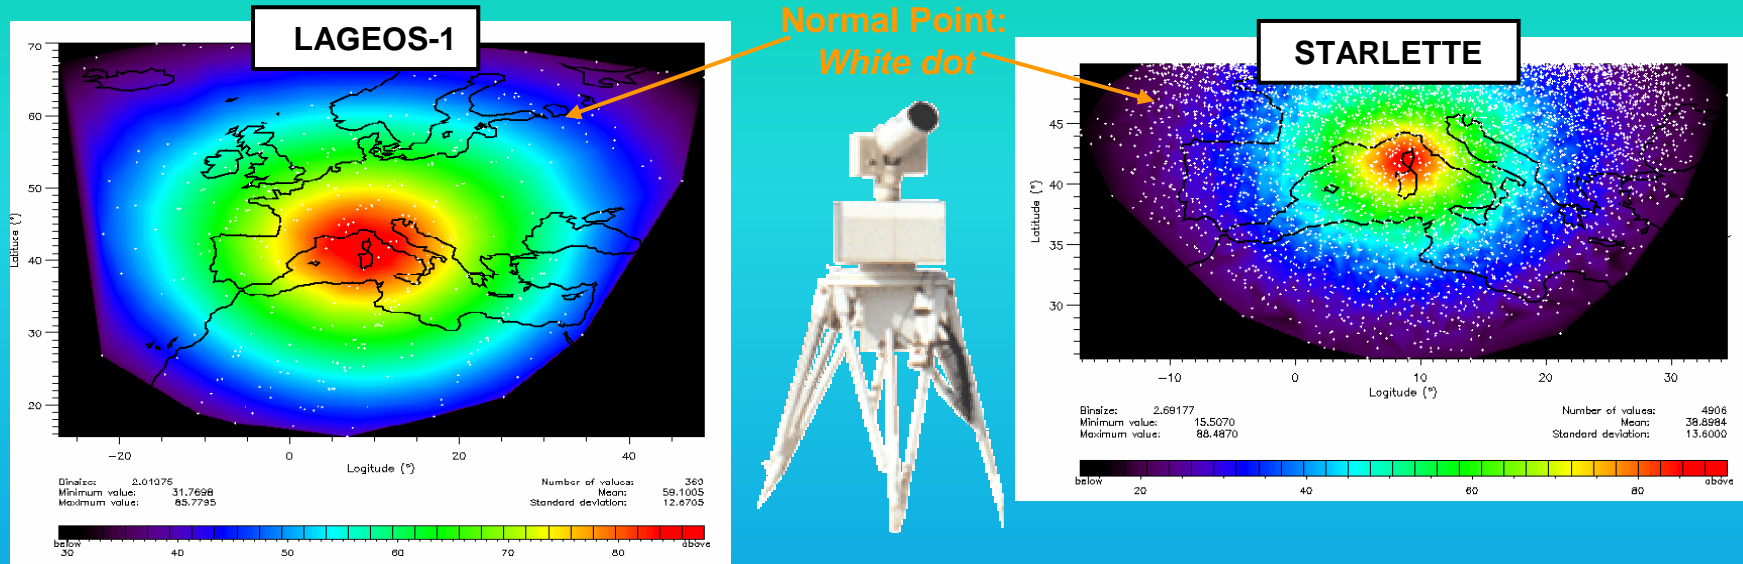 LAGEOS-1
Normal Point:
White dot
STARLETTE
70
60
50
40
30
20
Latitude (°)
-20
0
20
40
Logitude (°)
Binsize: 2.01075
Minimum value: 31.7698
Maximum value: 85.7795
Number of values: 360
Mean: 59.1005
Standard deviation: 12.6705
below
above
30
40
50
60
70
80
45
40
35
30
Latitude (°)
-10
0
10
20
30
Logitude (°)
Binsize: 2.69177
Minimum value: 15.5070
Maximum value: 88.4870
Number of values: 4906
Mean: 38.8984
Standard deviation: 13.6000
below
above
20
40
60
80